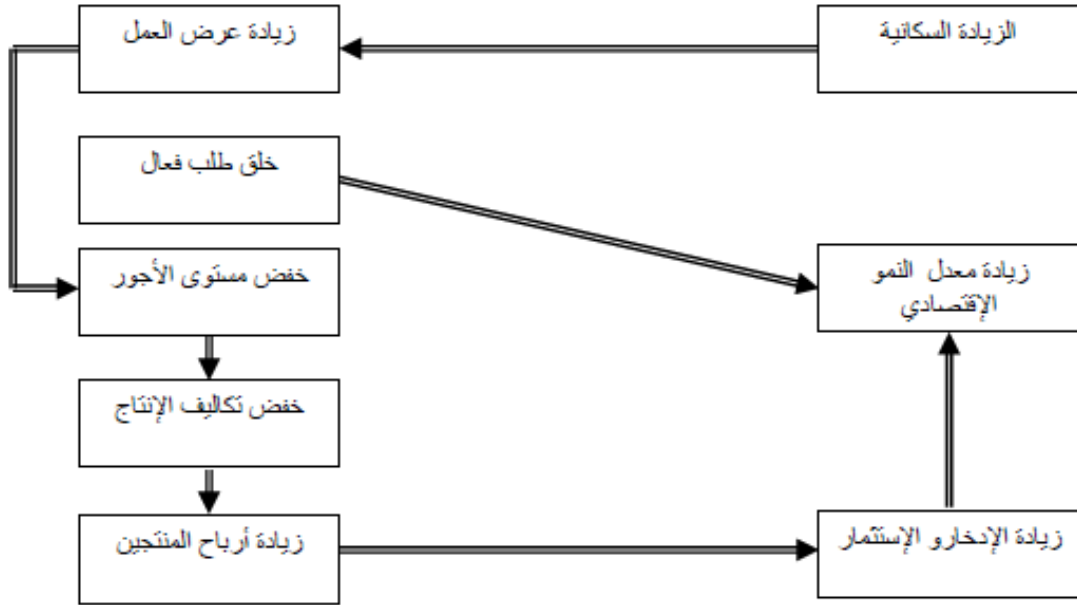 الزيادة السكانية
زيادة عرض العمل
خلق طلب فعال
خفض مستوى الأجور
زيادة معدل النمو
الإقتصادي
خفض تكاليف الإنتاج
زيادة أرباح المنتجين
زيادة الإدخارو الإستثمار